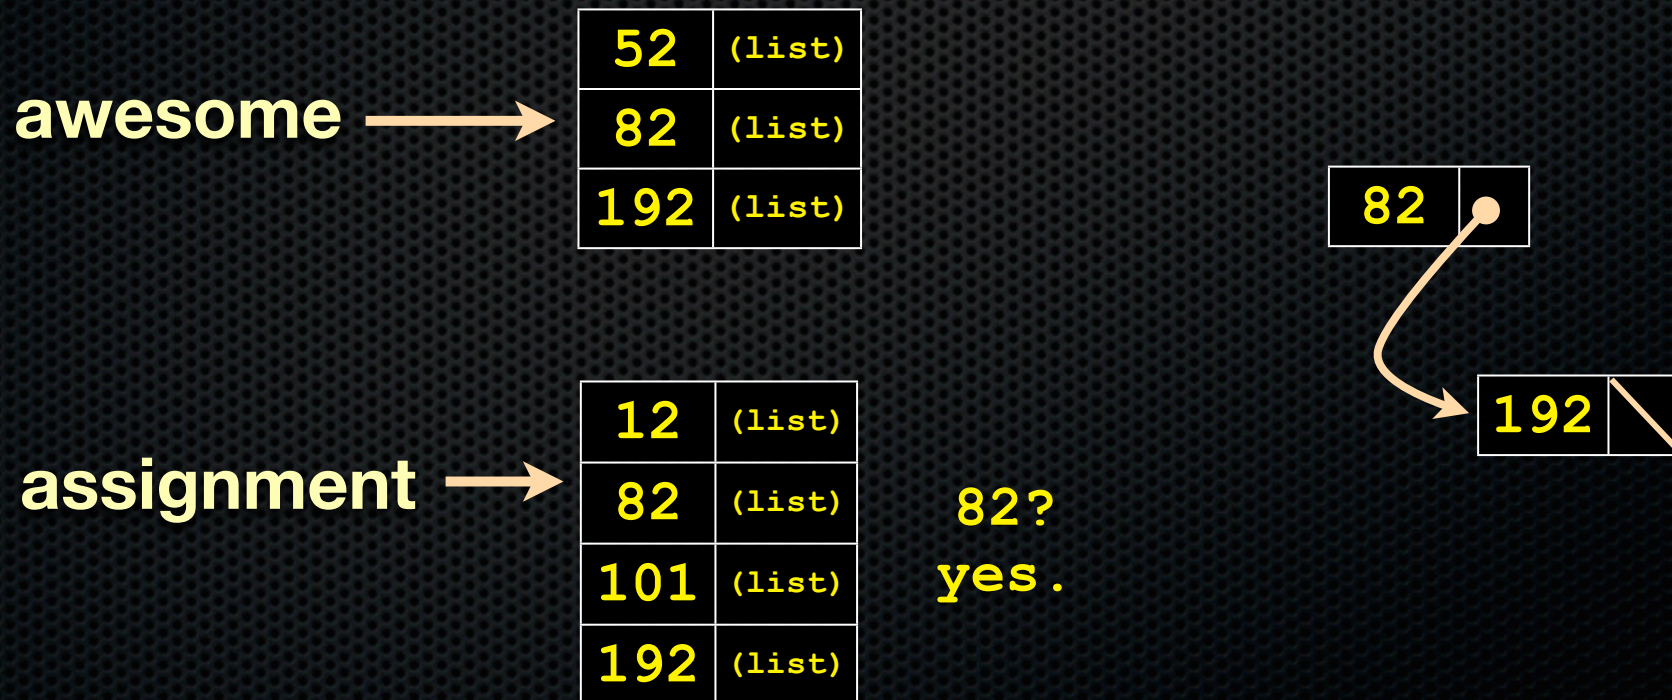 awesome
52 (list)
82 (list)
192 (list)
82
192
assignment
12 (list)
82 (list)
101 (list)
192 (list)
82?
yes.